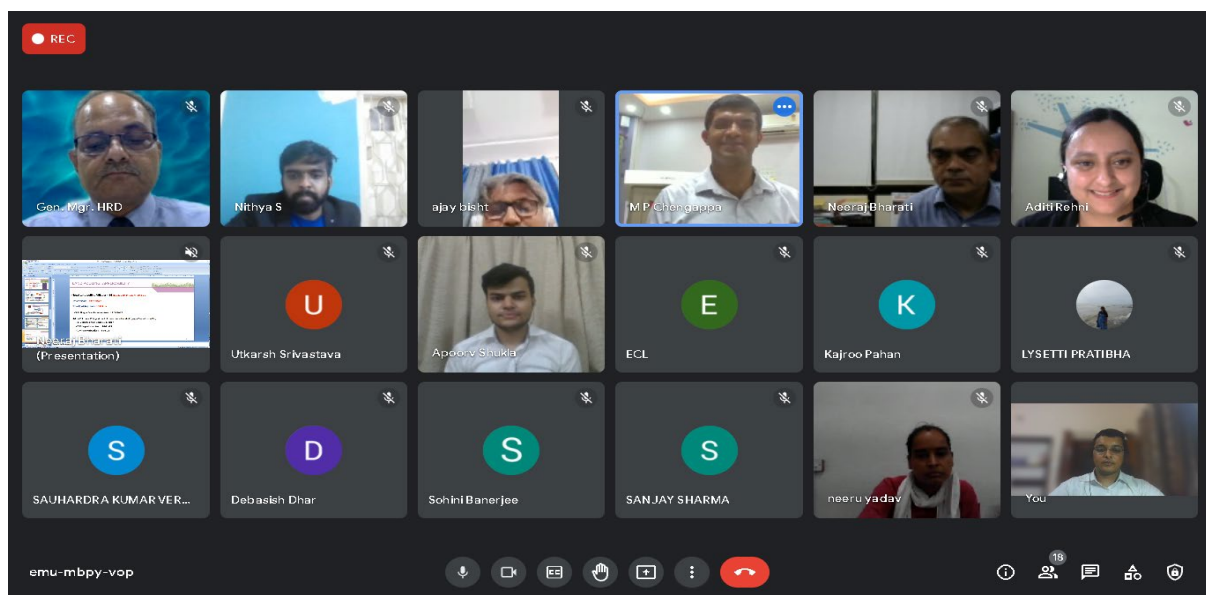 REC
Gen. Mgr. HRD
Nithya S
ajay bisht
M P Chengappa
Neeraj Bharati
Aditi Rehni
Neeraj Bharati
(Presentation)
U
Utkarsh Srivastava
Apoorv Shukla
E
ECL
K
Kajroo Pahan
LYSETTI PRATIBHA
S
SAUHARDRA KUMAR VER...
D
Debasish Dhar
S
Sohini Banerjee
S
SANJAY SHARMA
neeru yadav
You
emu-mbpy-vop
CC
18